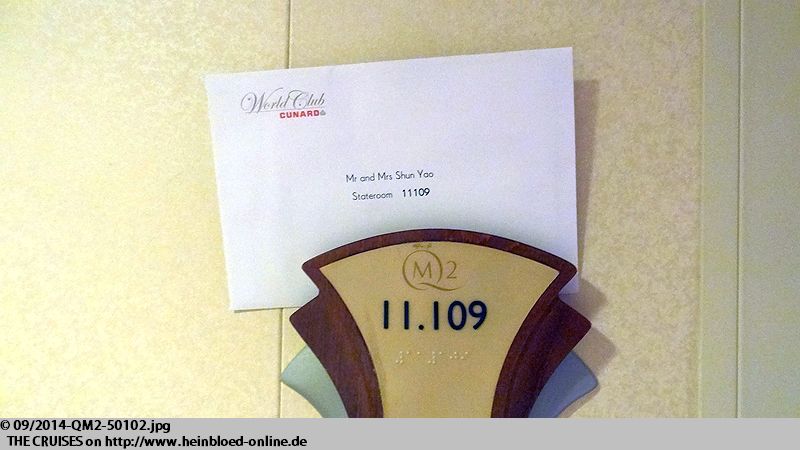 World Club
CUNARD
Mr and Mrs Shun Yao
Stateroom 11109
QM2
11.109
© 09/2014-QM2-50102.jpg
THE CRUISES on http://www.heinbloed-online.de